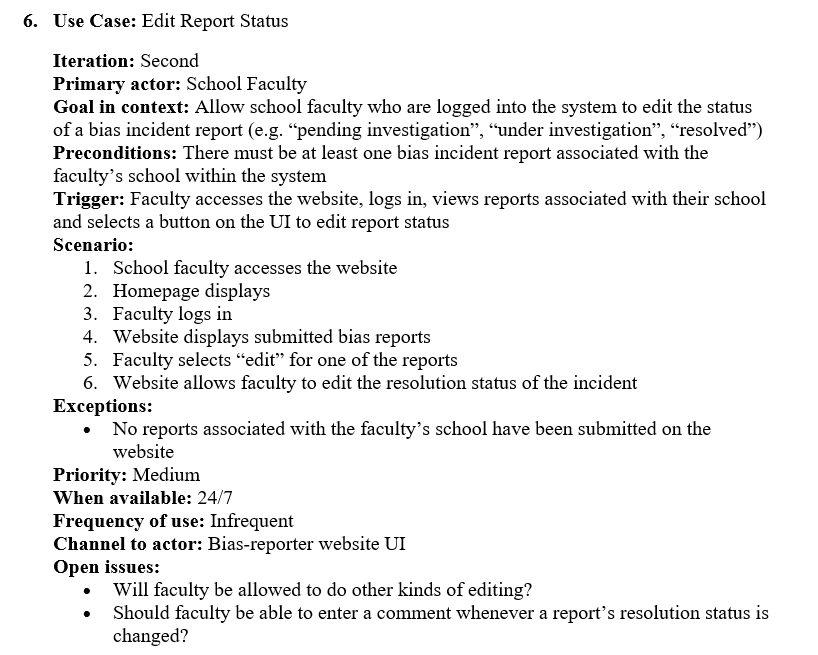 6. Use Case: Edit Report Status
Iteration: Second
Primary actor: School Faculty
Goal in context: Allow school faculty who are logged into the system to edit the status
of a bias incident report (e.g. “pending investigation”, “under investigation”, “resolved”)
Preconditions: There must be at least one bias incident report associated with the
faculty’s school within the system
Trigger: Faculty accesses the website, logs in, views reports associated with their school
and selects a button on the UI to edit report status
Scenario:
1. School faculty accesses the website
2. Homepage displays
3. Faculty logs in
4. Website displays submitted bias reports
5. Faculty selects “edit” for one of the reports
6. Website allows faculty to edit the resolution status of the incident
Exceptions:
• No reports associated with the faculty’s school have been submitted on the
website
Priority: Medium
When available: 24/7
Frequency of use: Infrequent
Channel to actor: Bias-reporter website UI
Open issues:
• Will faculty be allowed to do other kinds of editing?
• Should faculty be able to enter a comment whenever a report’s resolution status is
changed?